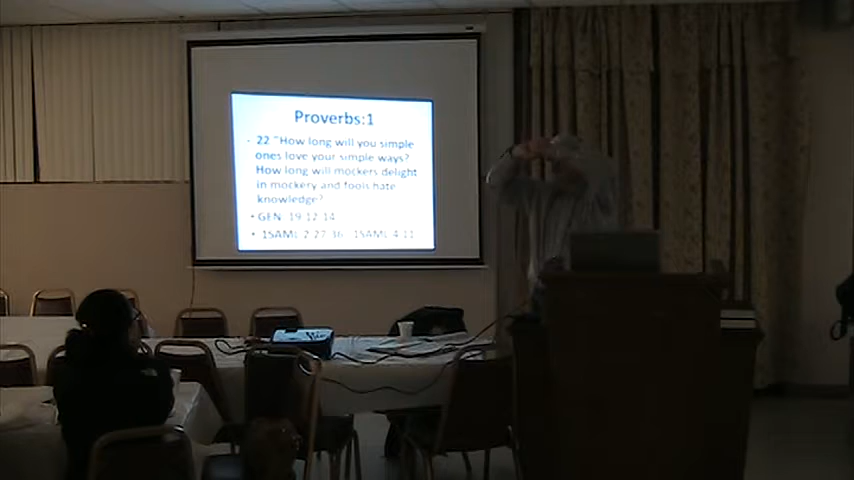 Proverbs:1
• 22 "How long will you simple
ones love your simple ways?
How long will mockers delight
in mockery and fools hate
knowledge?
• GEN: 19:12-14
• 1SAML 2:27-36 1SAML 4:11